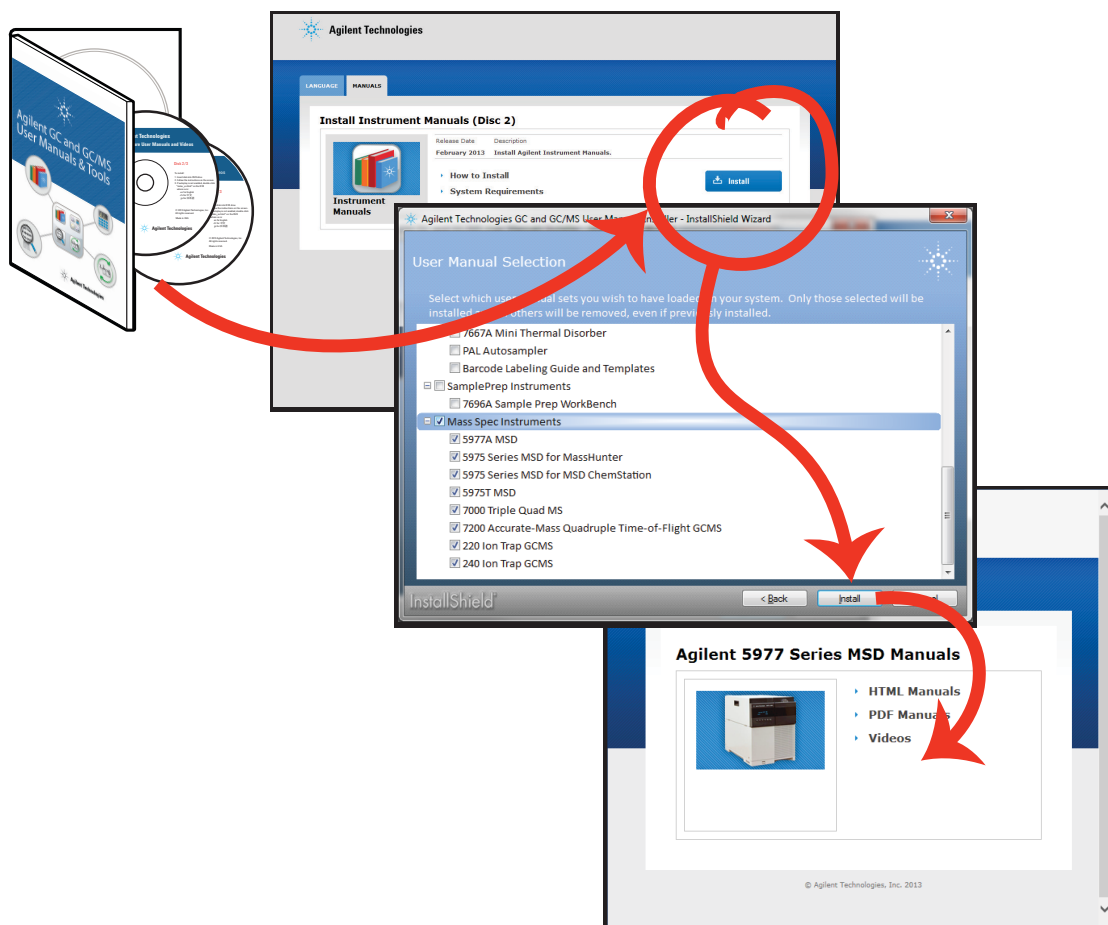 Agilent GC and GC/MS
User Manuals & Tools
Agilent Technologies
Agilent Technologies
Agilent Technologies
Agilent Technologies
LANGUAGE MANUALS
Install Instrument Manuals (Disc 2)
Release Date Description
February 2013 Install Agilent Instrument Manuals.
How to Install
System Requirements
Install
Instrument
Manuals
Agilent Technologies GC and GC/MS User - InstallShield Wizard
User Manual Selection
Select which user manual sets you wish to have loaded on your system. Only those selected will be
installed others will be removed, even if previously installed.
7667A Mini Thermal Disorber
PAL Autosampler
Barcode Labeling Guide and Templates
SamplePrep Instruments
7696A Sample Prep WorkBench
Mass Spec Instruments
5977A MSD
5975 Series MSD for MassHunter
5975 Series MSD for MSD ChemStation
5975T MSD
7000 Triple Quad MS
7200 Accurate-Mass Quadruple Time-of-Flight GCMS
220 Ion Trap GCMS
240 Ion Trap GCMS
InstallShield
< Back Install
Agilent 5977 Series MSD Manuals
HTML Manuals
PDF Manuals
Videos
© Agilent Technologies, Inc. 2013